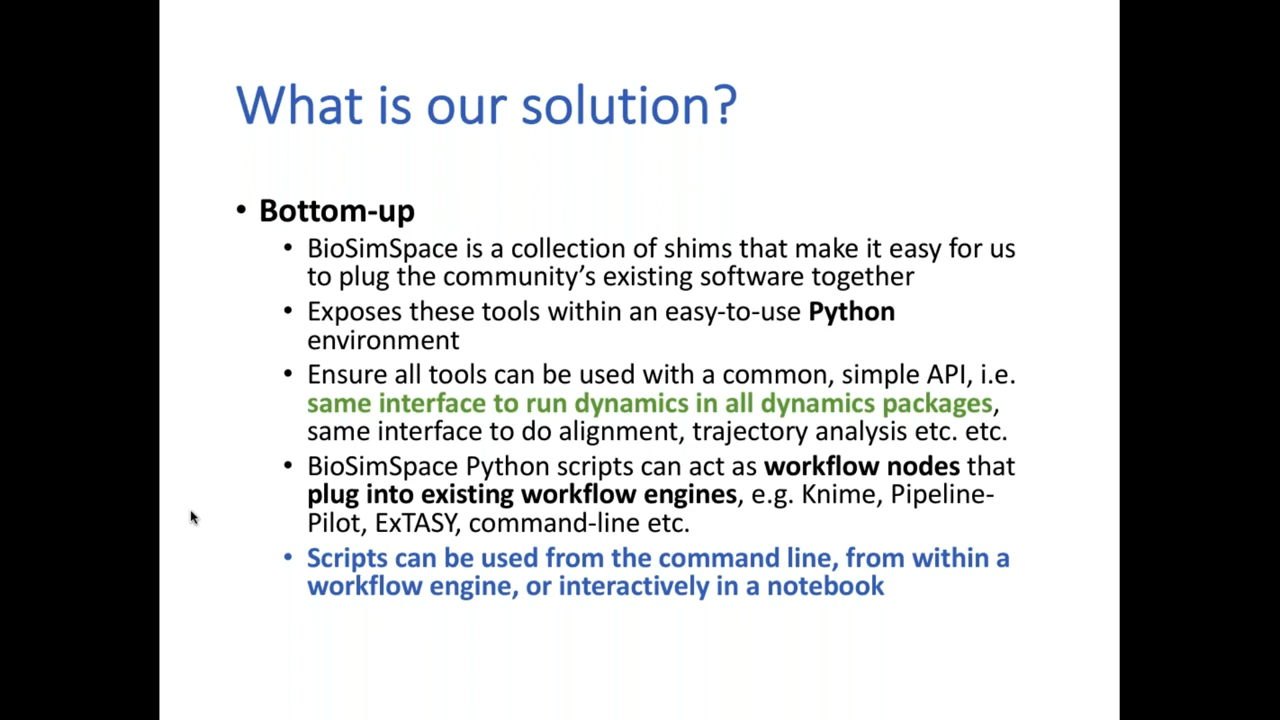 What is our solution?
• Bottom-up
• BioSimSpace is a collection of shims that make it easy for us
to plug the community’s existing software together
• Exposes these tools within an easy-to-use Python
environment
• Ensure all tools can be used with a common, simple API, i.e.
same interface to run dynamics in all dynamics packages,
same interface to do alignment, trajectory analysis etc. etc.
• BioSimSpace Python scripts can act as workflow nodes that
plug into existing workflow engines, e.g. Knime, Pipeline-
Pilot, ExTASY, command-line etc.
• Scripts can be used from the command line, from within a
workflow engine, or interactively in a notebook